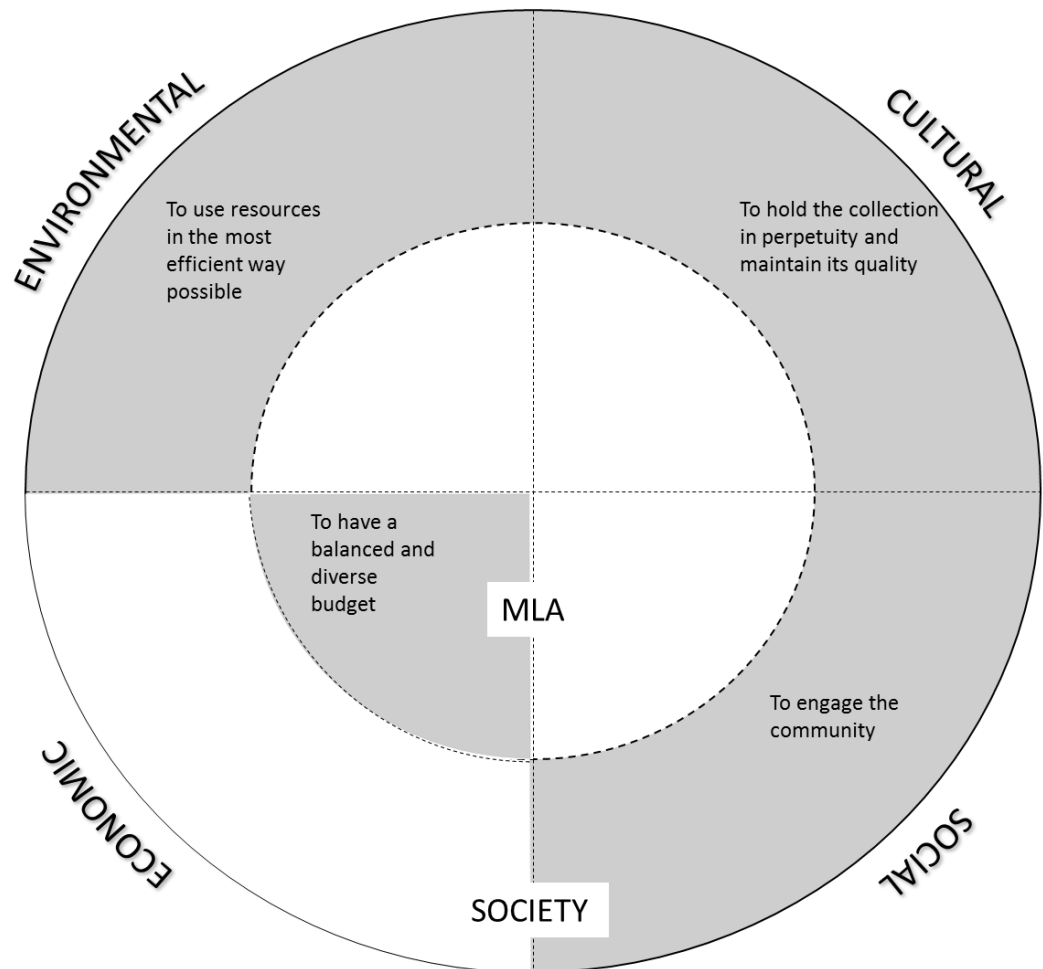 ENVIRONMENTAL
CULTURAL
To use resources
in the most
efficient way
possible
To hold the collection
in perpetuity and
maintain its quality
To have a
balanced and
diverse
budget
MLA
To engage the
community
ECONOMIC
SOCIAL
SOCIETY